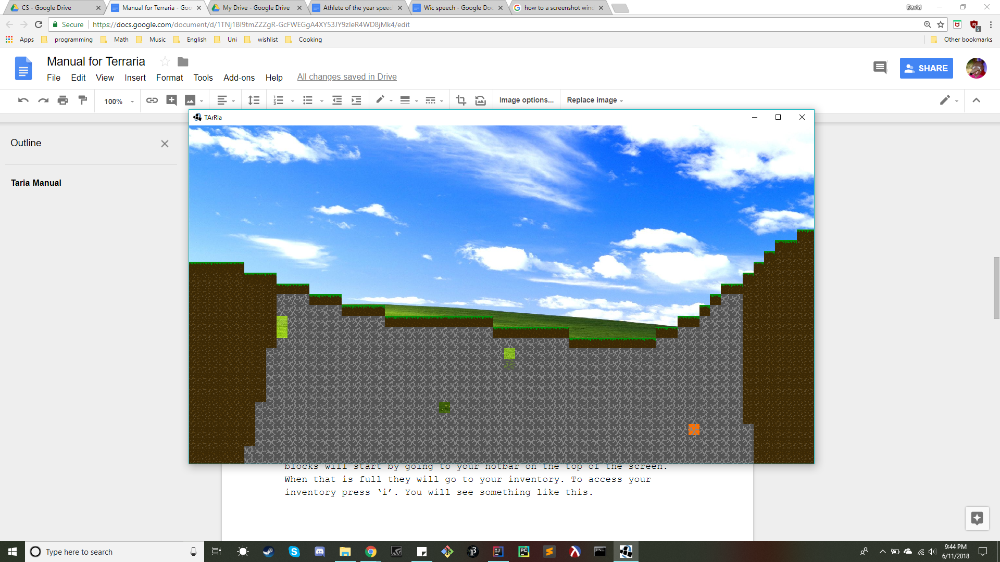 CS - Google Drive
Manual for Terraria - Goo
My Drive - Google Drive
Athlete of the year speec
Wic speech - Google Doc
how to a screenshot wind
David
Secure
https://docs.google.com/document/d/1TNj1Bl9tmZZZgR-GcFWEGgA4XY53JY9zleR4WD8jMk4/edit
5
Apps
programming
Math
Music
English
Uni
wishlist
Cooking
Other bookmarks
Manual for Terraria
File Edit View Insert Format Tools Add-ons Help
All changes saved in Drive
SHARE
100%
Image options...
Replace image
TArRIa
Outline
Taria Manual
blocks will start by going to your hotbar on the top of the screen.
When that is full they will go to your inventory. To access your
inventory press ‘i’. You will see something like this.
Type here to search
IJ
PC
9:44 PM
6/11/2018